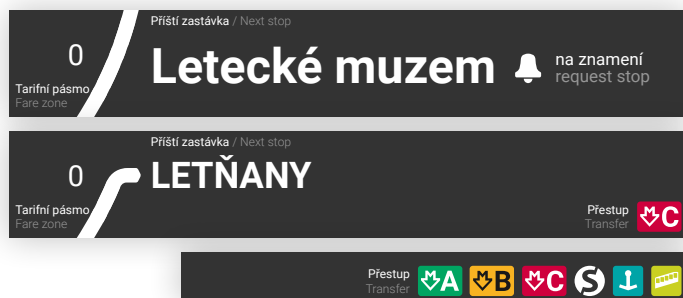 Příští zastávka / Next stop
0
Letecké muzem
na znamení
request stop
Tarifní pásmo
Fare zone
Příští zastávka / Next stop
0
LETŇANY
Tarifní pásmo
Fare zone
Přestup
Transfer
C
Přestup
Transfer
A B C S